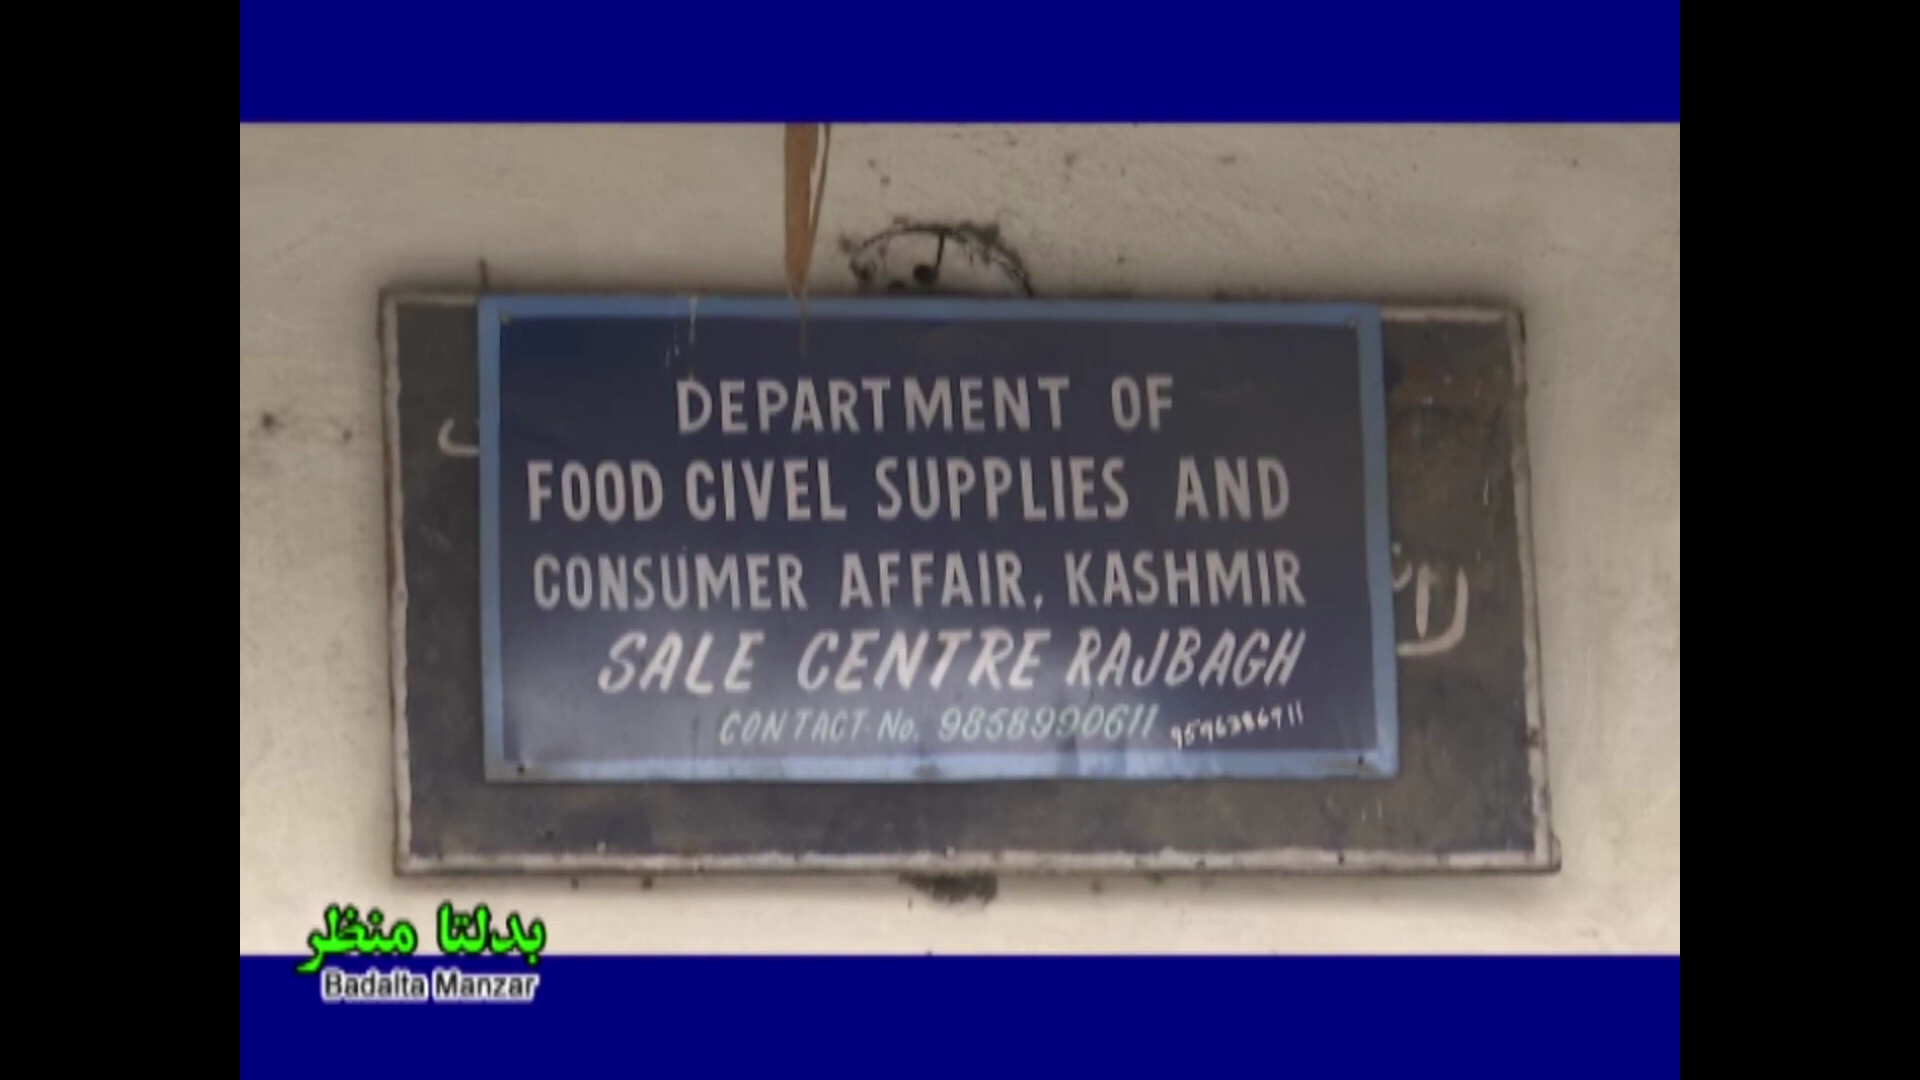 DEPARTMENT OF
FOOD CIVEL SUPPLIES AND
CONSUMER AFFAIR, KASHMIR
SALE CENTRE RAJBAGH
CONTACT No. 9858990611
بدلتا منظر
Badalta Manzar